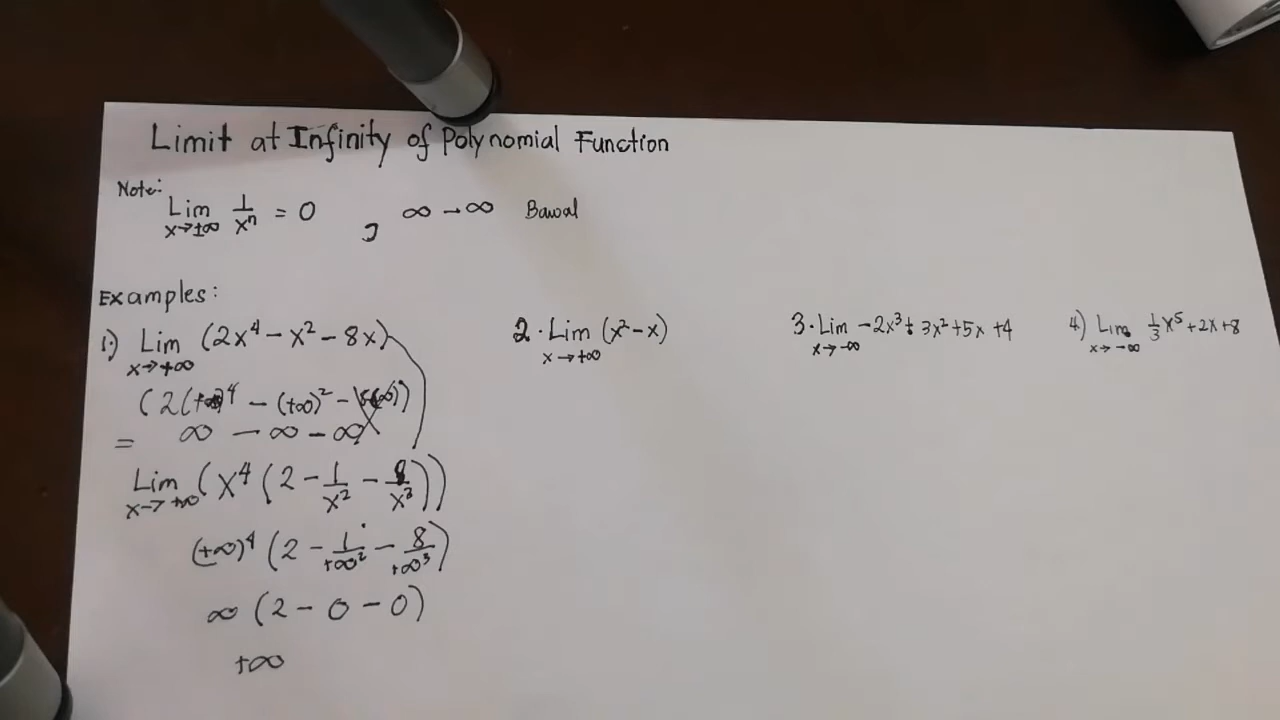 Limit at Infinity of Polynomial Function
Note:
Lim x→±∞ 1/xⁿ = 0 , ∞ - ∞ Bawal
Examples:
1.) Lim x→+∞ (2x⁴ - x² - 8x)
(2(+∞)⁴ - (+∞)² - 8(∞))
= ∞ - ∞ - ∞
Lim x→+∞ (x⁴(2 - 1/x² - 8/x³))
(+∞)⁴ (2 - 1/+∞² - 8/+∞³)
∞ (2 - 0 - 0)
+∞
2. Lim x→+∞ (x² - x)
3. Lim x→-∞ -2x³ + 3x² + 5x + 4
4.) Lim x→-∞ 1/3 x⁵ + 2x + 8